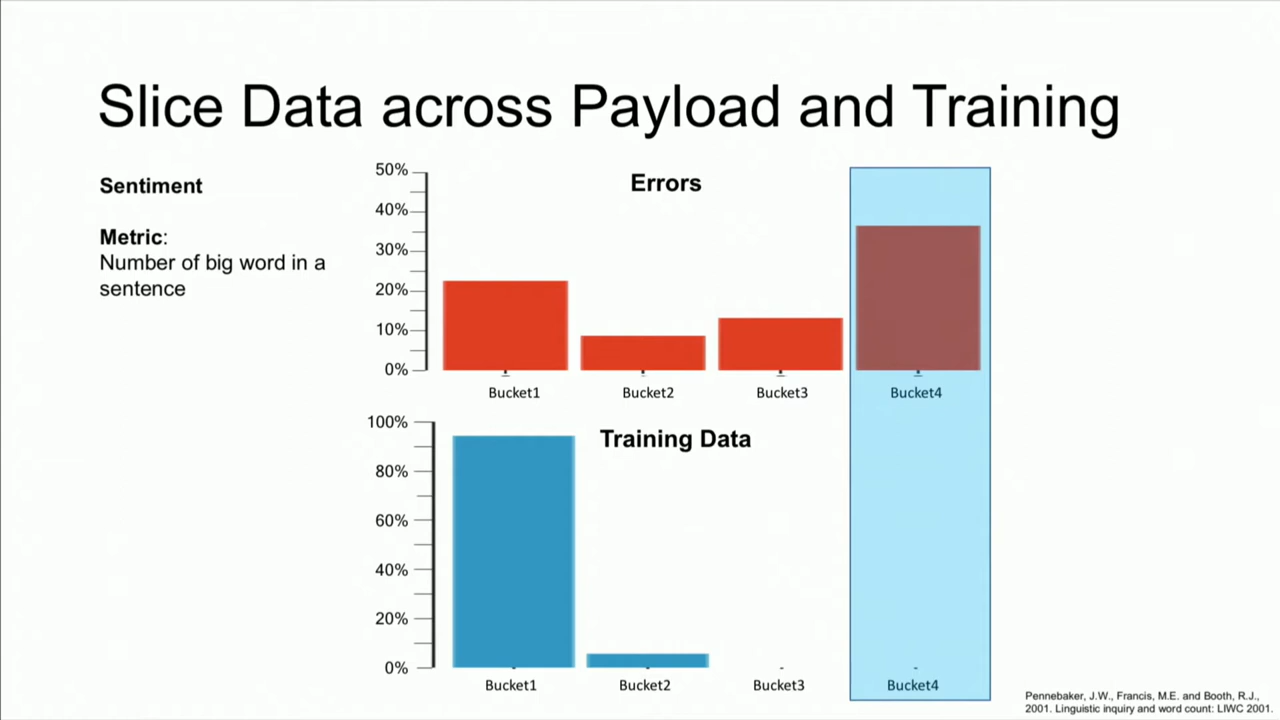 Slice Data across Payload and Training
Sentiment
Metric:
Number of big word in a
sentence
Errors
50%
40%
30%
20%
10%
0%
Bucket1 Bucket2 Bucket3 Bucket4
Training Data
100%
80%
60%
40%
20%
0%
Bucket1 Bucket2 Bucket3 Bucket4
Pennebaker, J.W., Francis, M.E. and Booth, R.J.,
2001. Linguistic inquiry and word count: LIWC 2001.